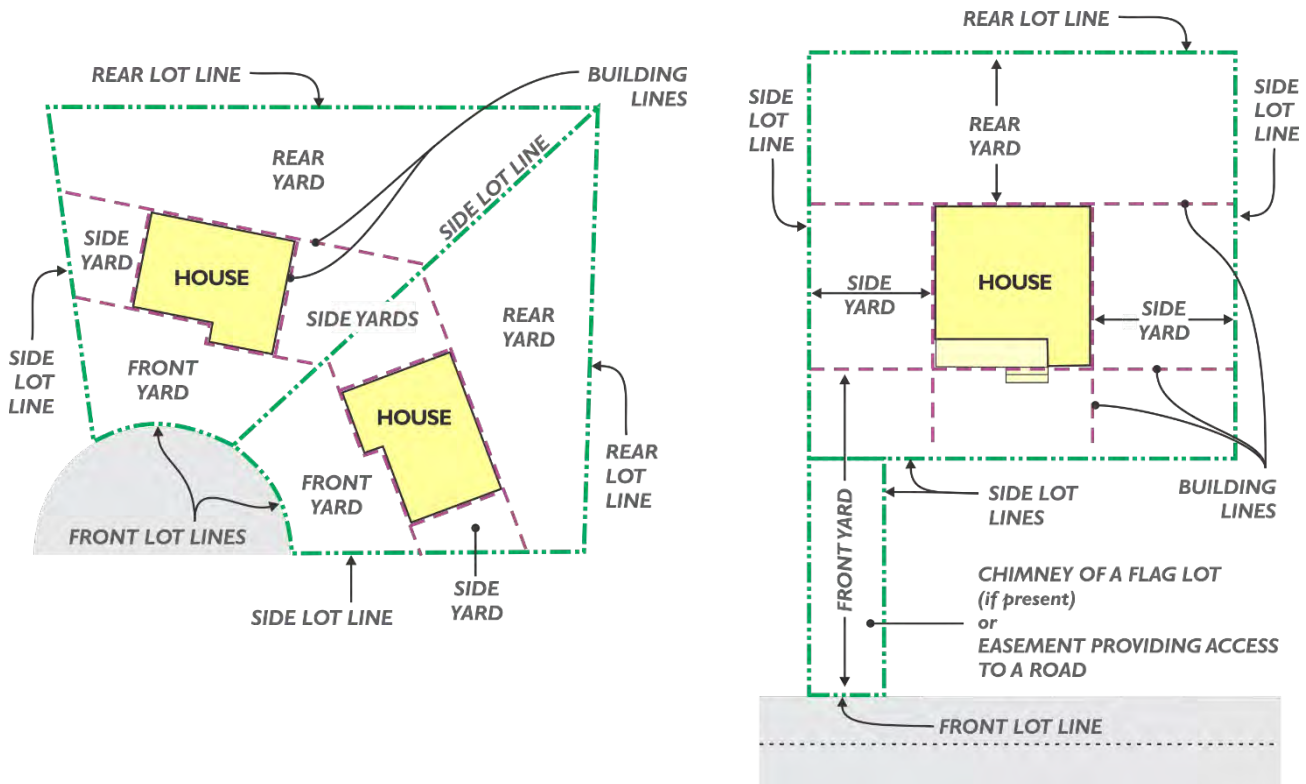 REAR LOT LINE
BUILDING
LINES
REAR
YARD
SIDE LOT LINE
SIDE
YARD
HOUSE
SIDE YARDS
REAR
YARD
SIDE
LOT
LINE
FRONT
YARD
HOUSE
REAR
LOT
LINE
FRONT
YARD
FRONT LOT LINES
SIDE
YARD
SIDE LOT LINE
REAR LOT LINE
SIDE
LOT
LINE
SIDE
LOT
LINE
REAR
YARD
HOUSE
SIDE
YARD
SIDE
YARD
FRONT YARD
SIDE LOT
LINES
BUILDING
LINES
CHIMNEY OF A FLAG LOT
(if present)
or
EASEMENT PROVIDING ACCESS
TO A ROAD
FRONT LOT LINE